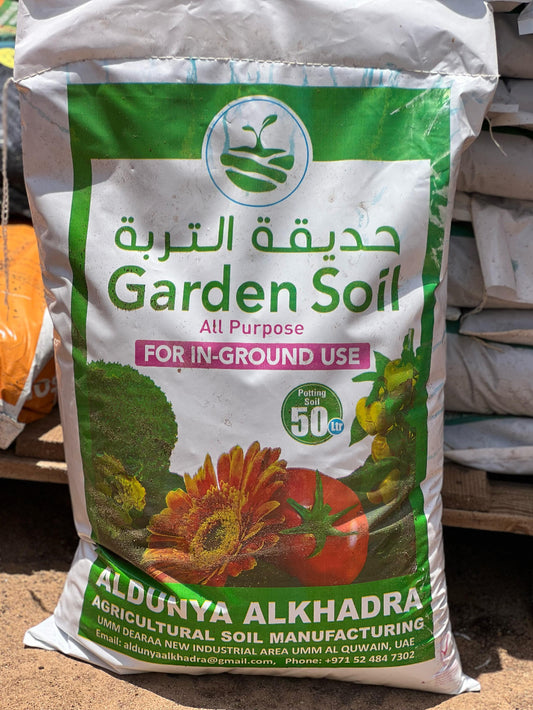 حديقة التربة
Garden Soil
All Purpose
FOR IN-GROUND USE
Potting
Soil
50 Ltr
ALDUNYA ALKHADRA
AGRICULTURAL SOIL MANUFACTURING
UMM DEARAA NEW INDUSTRIAL AREA UMM AL QUWAIN, UAE
Email: aldunyaalkhadra@gmail.com, Phone: +971 52 484 7302